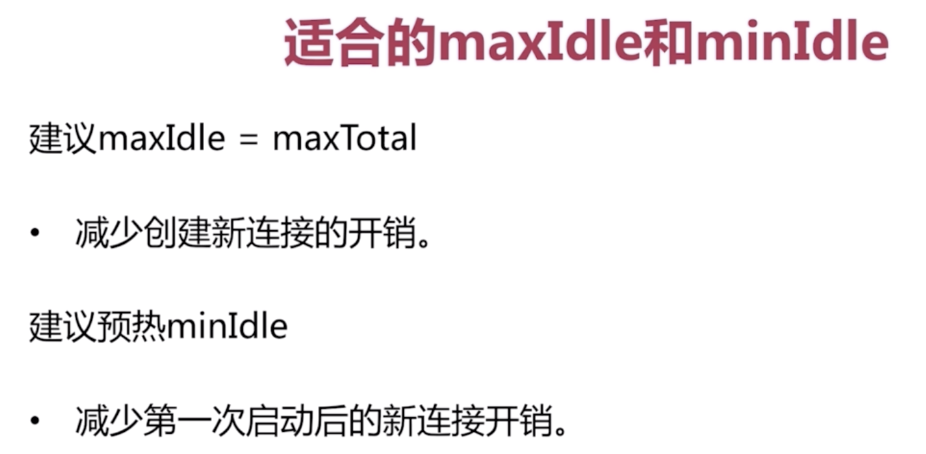 适合的maxIdle和minIdle
建议maxIdle = maxTotal
• 减少创建新连接的开销。
建议预热minIdle
• 减少第一次启动后的新连接开销。